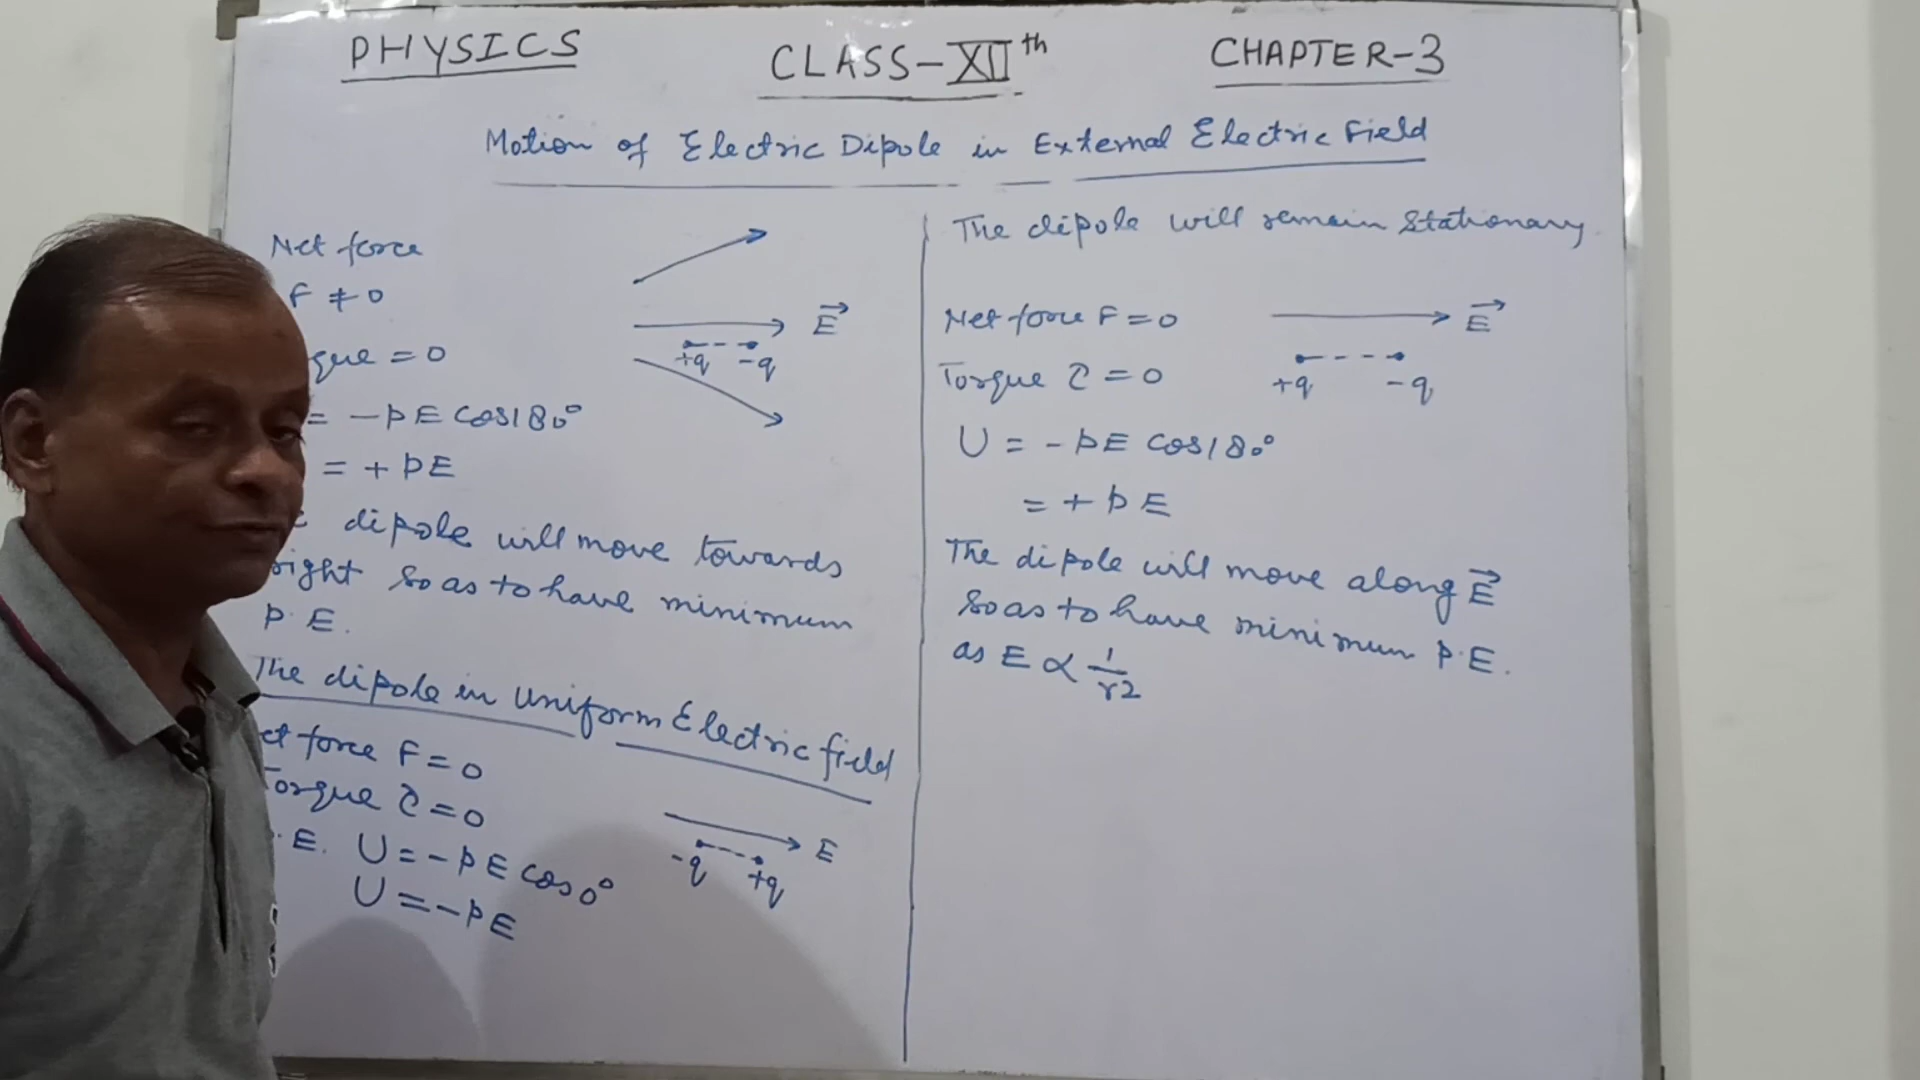 PHYSICS
CLASS-XIIth
CHAPTER-3
Motion of Electric Dipole in External Electric Field
Net force
F ≠ 0
= 0
= -pE cos180°
= +pE
dipole will move towards
right so as to have minimum
P.E.
The dipole in Uniform Electric field
force F = 0
Torque τ = 0
.E. U = -pE cos0°
U = -pE
E⃗
+q -q
E
-q +q
The dipole will remain stationary
Net force F = 0
E⃗
Torque τ = 0
+q -q
U = -pE cos180°
= +pE
The dipole will move along E⃗
so as to have minimum P.E.
as E ∝ 1/r2